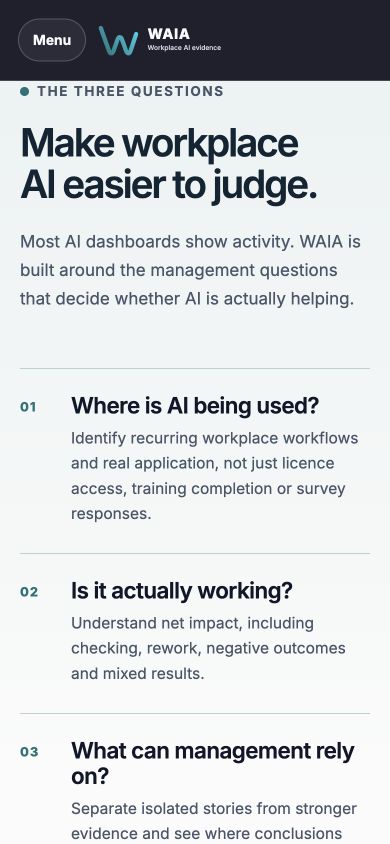 Menu
WAIA
Workplace AI evidence
THE THREE QUESTIONS
Make workplace
AI easier to judge.
Most AI dashboards show activity. WAIA is
built around the management questions
that decide whether AI is actually helping.
01
Where is AI being used?
Identify recurring workplace workflows
and real application, not just licence
access, training completion or survey
responses.
02
Is it actually working?
Understand net impact, including
checking, rework, negative outcomes
and mixed results.
03
What can management rely
on?
Separate isolated stories from stronger
evidence and see where conclusions